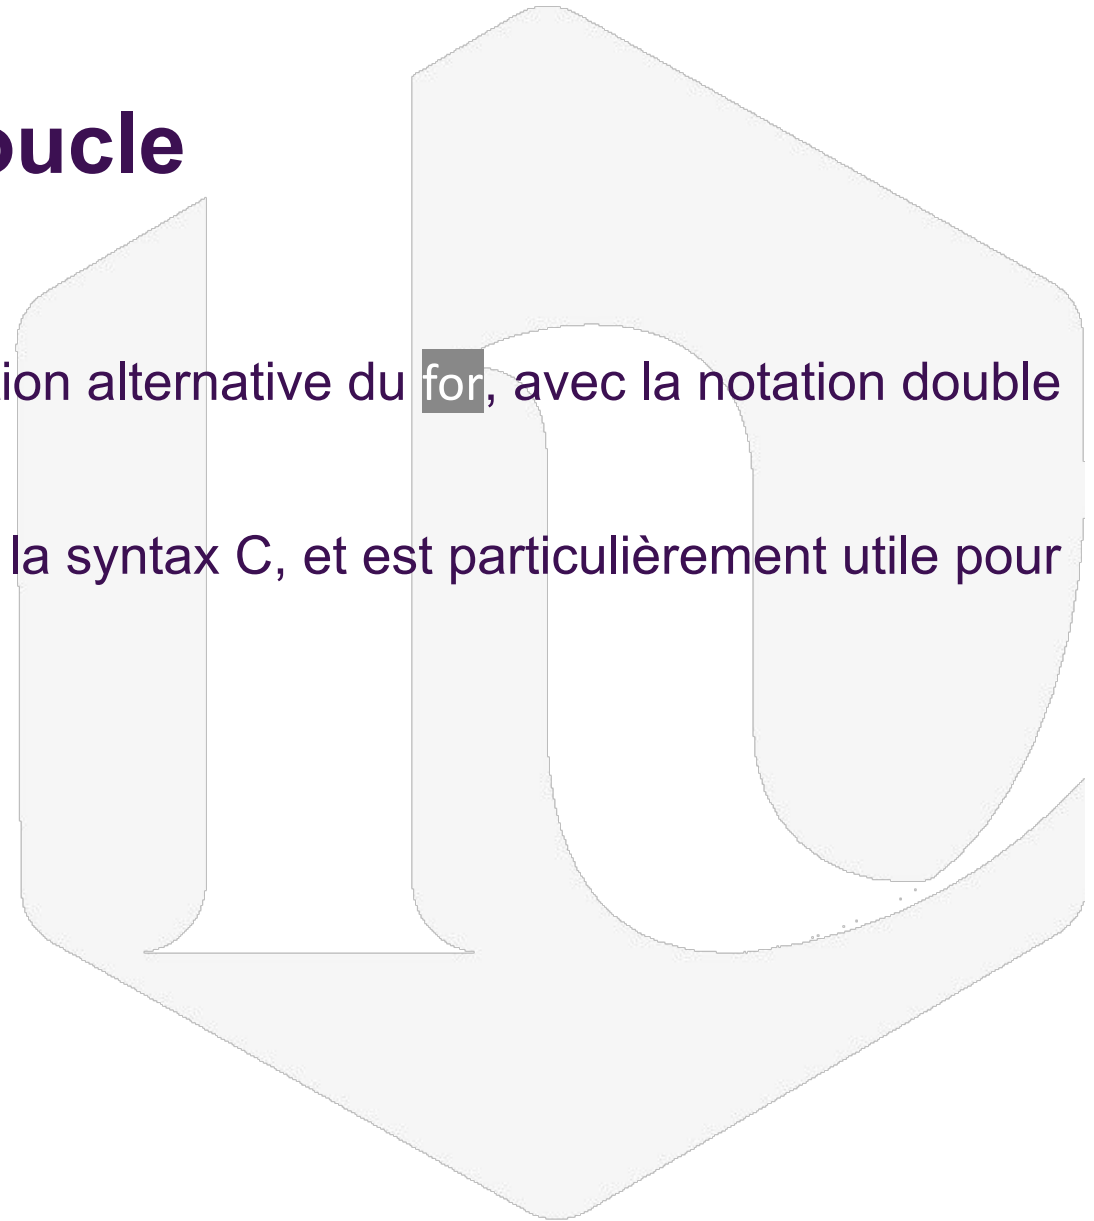 oucle
ion alternative du for, avec la notation double
la syntax C, et est particulièrement utile pour